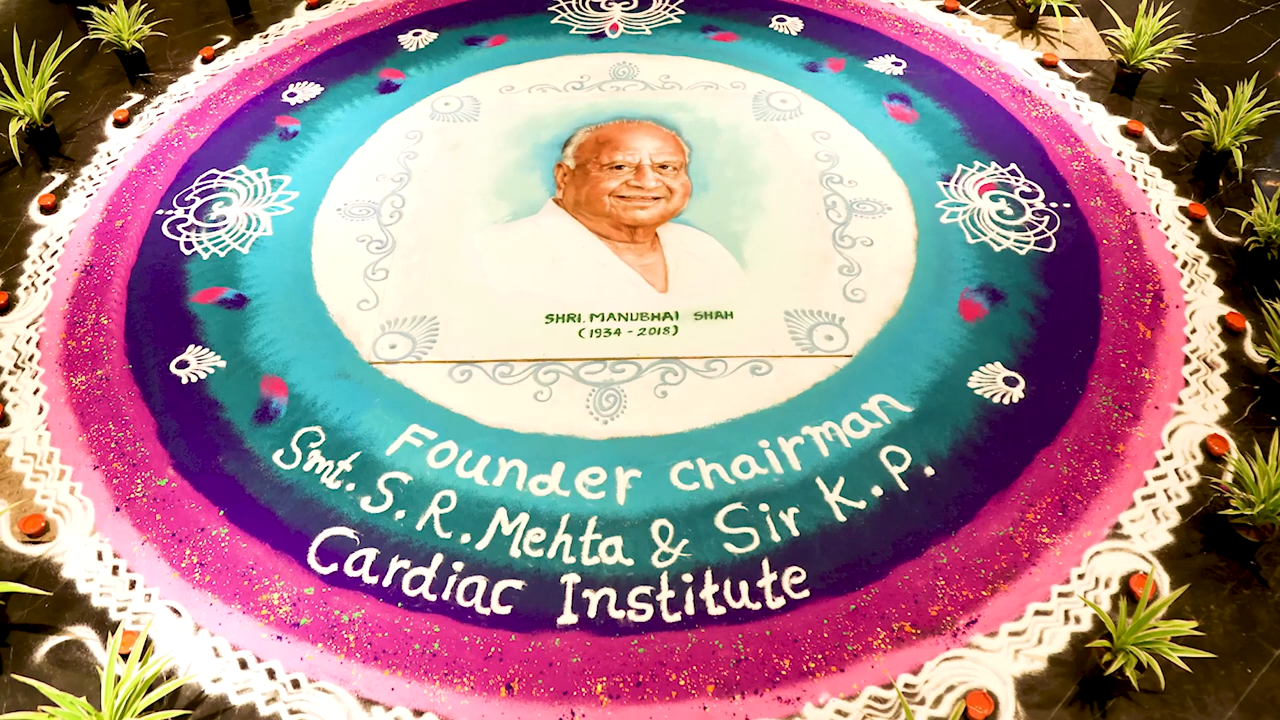 SHRI. MANUBHAI SHAH
(1934 - 2018)
Founder chairman
Smt. S. R. Mehta & Sir K. P.
Cardiac Institute